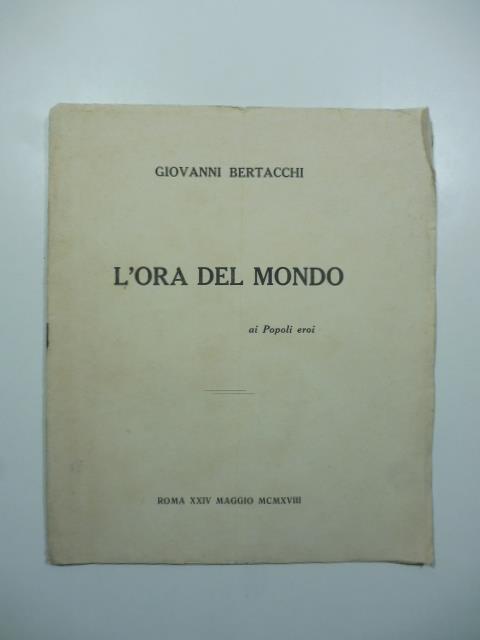 GIOVANNI BERTACCHI
L'ORA DEL MONDO
ai Popoli eroi
ROMA XXIV MAGGIO MCMXVIII